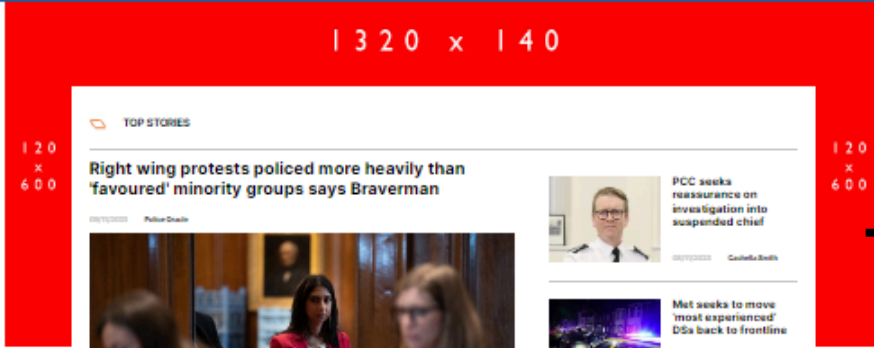 1320 x 140
120
x
600
120
x
600
TOP STORIES
Right wing protests policed more heavily than
'favoured' minority groups says Braverman
Police Oracle
PCC seeks
reassurance on
investigation into
suspended chief
Met seeks to move
'most experienced'
DSs back to frontline